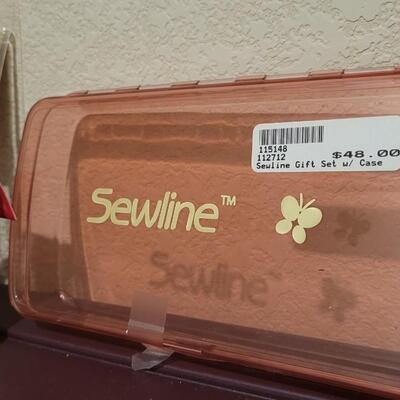 115148
112712 $48.00
Sewline Gift Set w/ Case
Sewline™